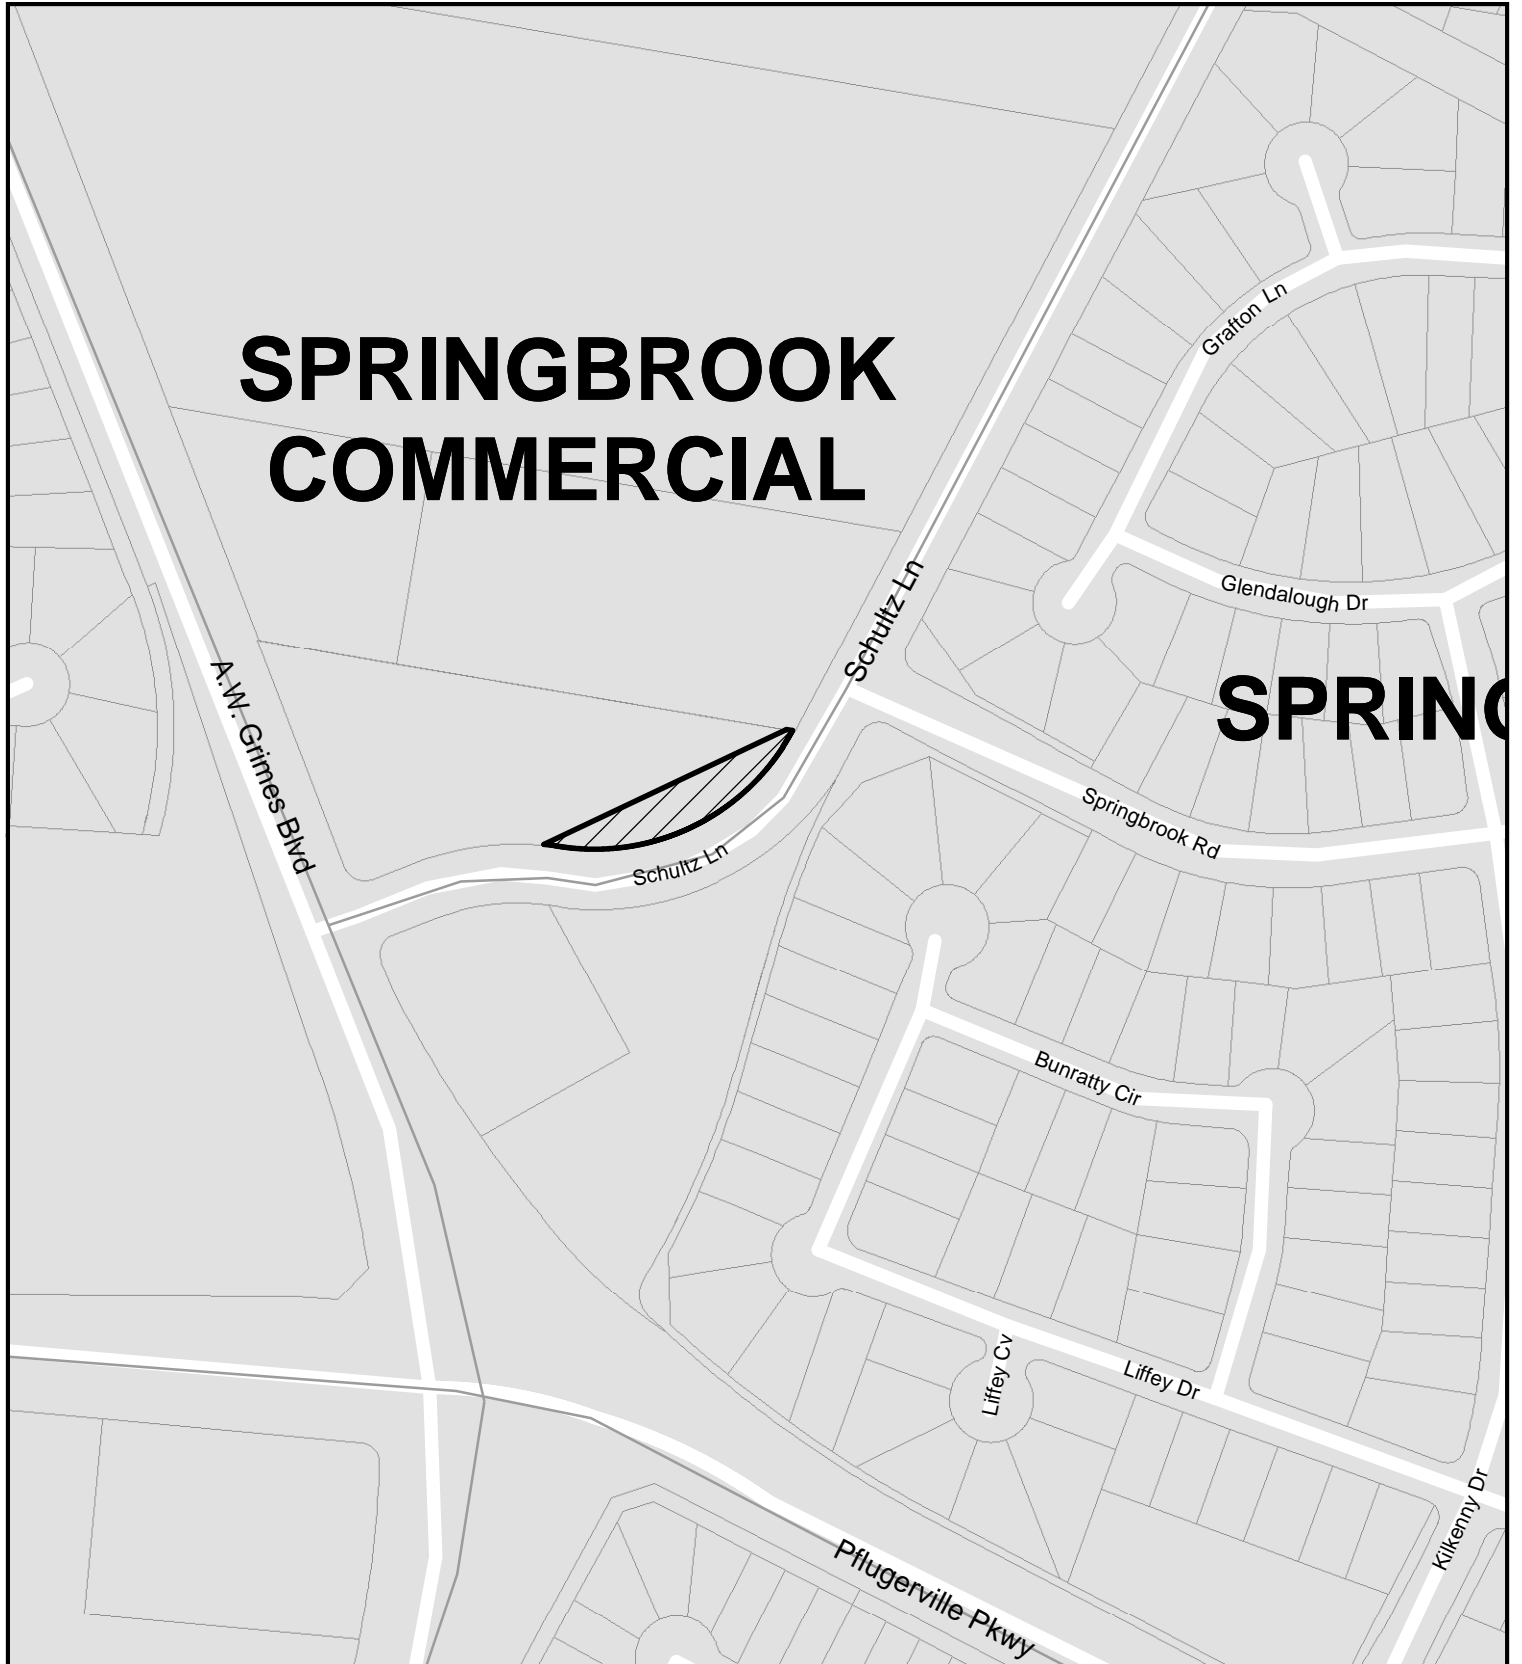 Grafton Ln
SPRINGBROOK
COMMERCIAL
Schultz Ln
Glendalough Dr
A.W. Grimes Blvd
SPRING
Springbrook Rd
Schultz Ln
Bunratty Cir
Liffey Cv
Liffey Dr
Kilkenny Dr
Pflugerville Pkwy